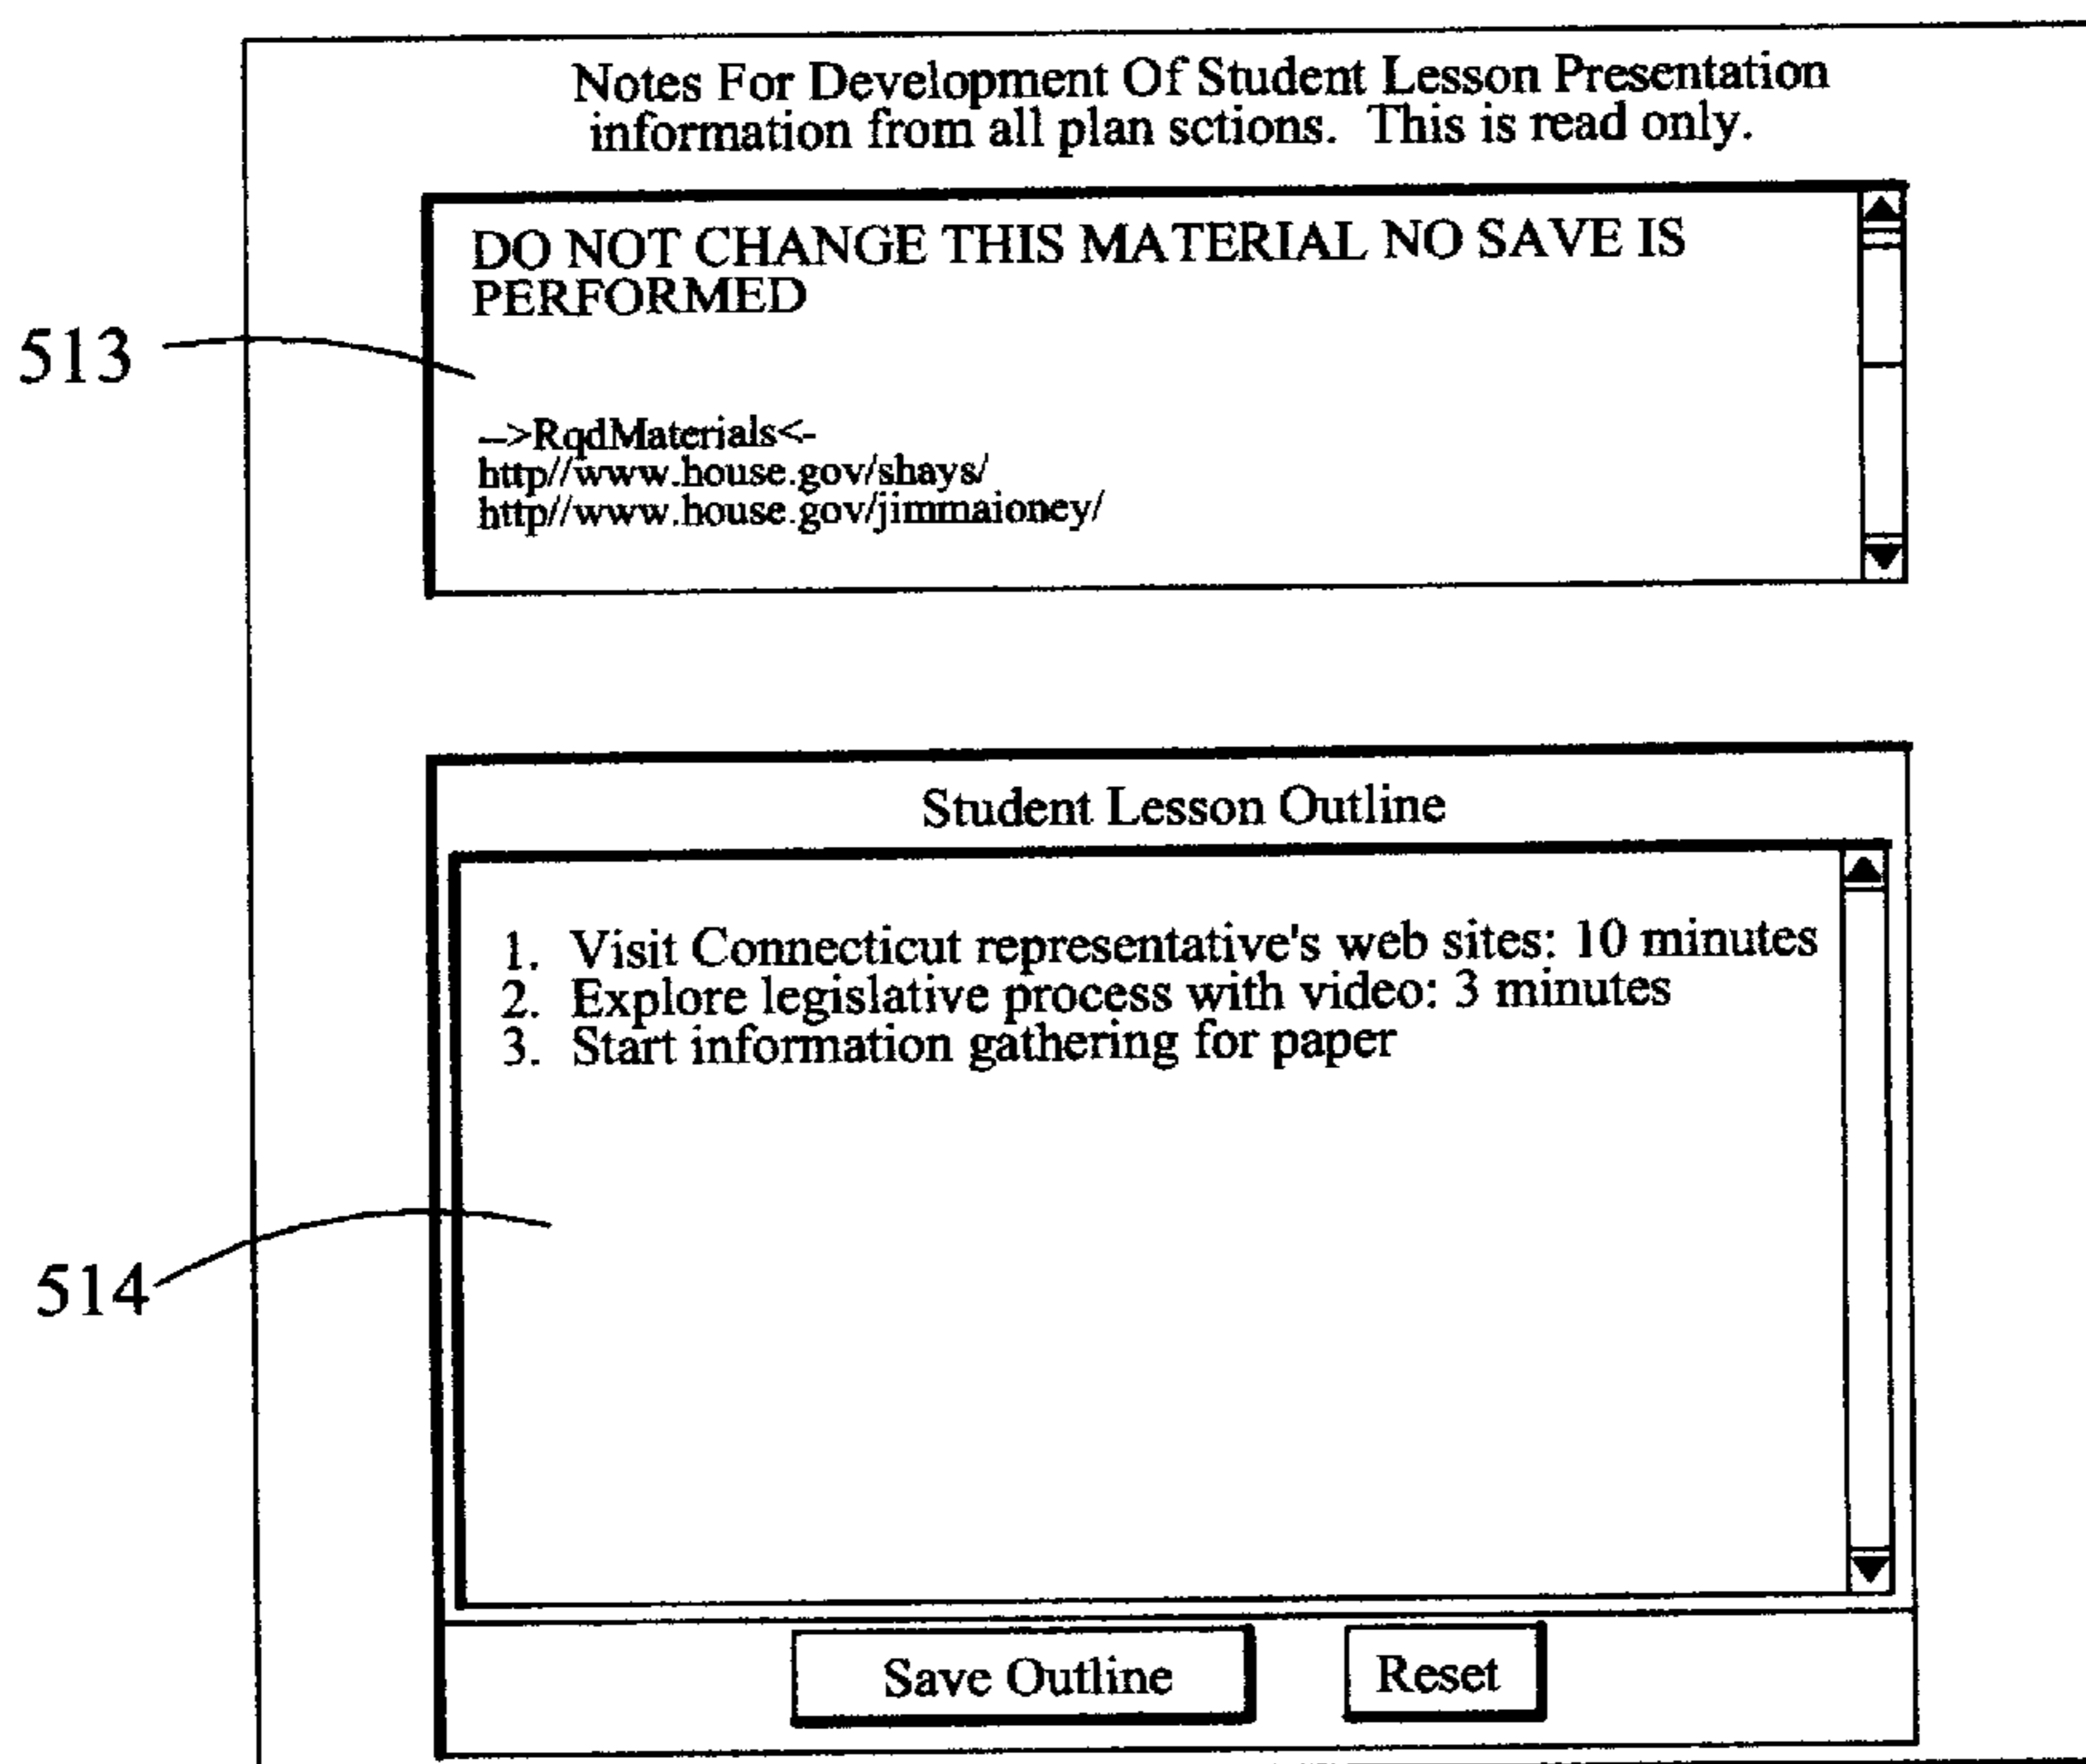 Notes For Development Of Student Lesson Presentation
information from all plan sctions. This is read only.
DO NOT CHANGE THIS MATERIAL NO SAVE IS
PERFORMED
513
-->RqdMaterials<-
http//www.house.gov/shays/
http//www.house.gov/jimmaioney/
Student Lesson Outline
1. Visit Connecticut representative's web sites: 10 minutes
2. Explore legislative process with video: 3 minutes
3. Start information gathering for paper
514
Save Outline
Reset